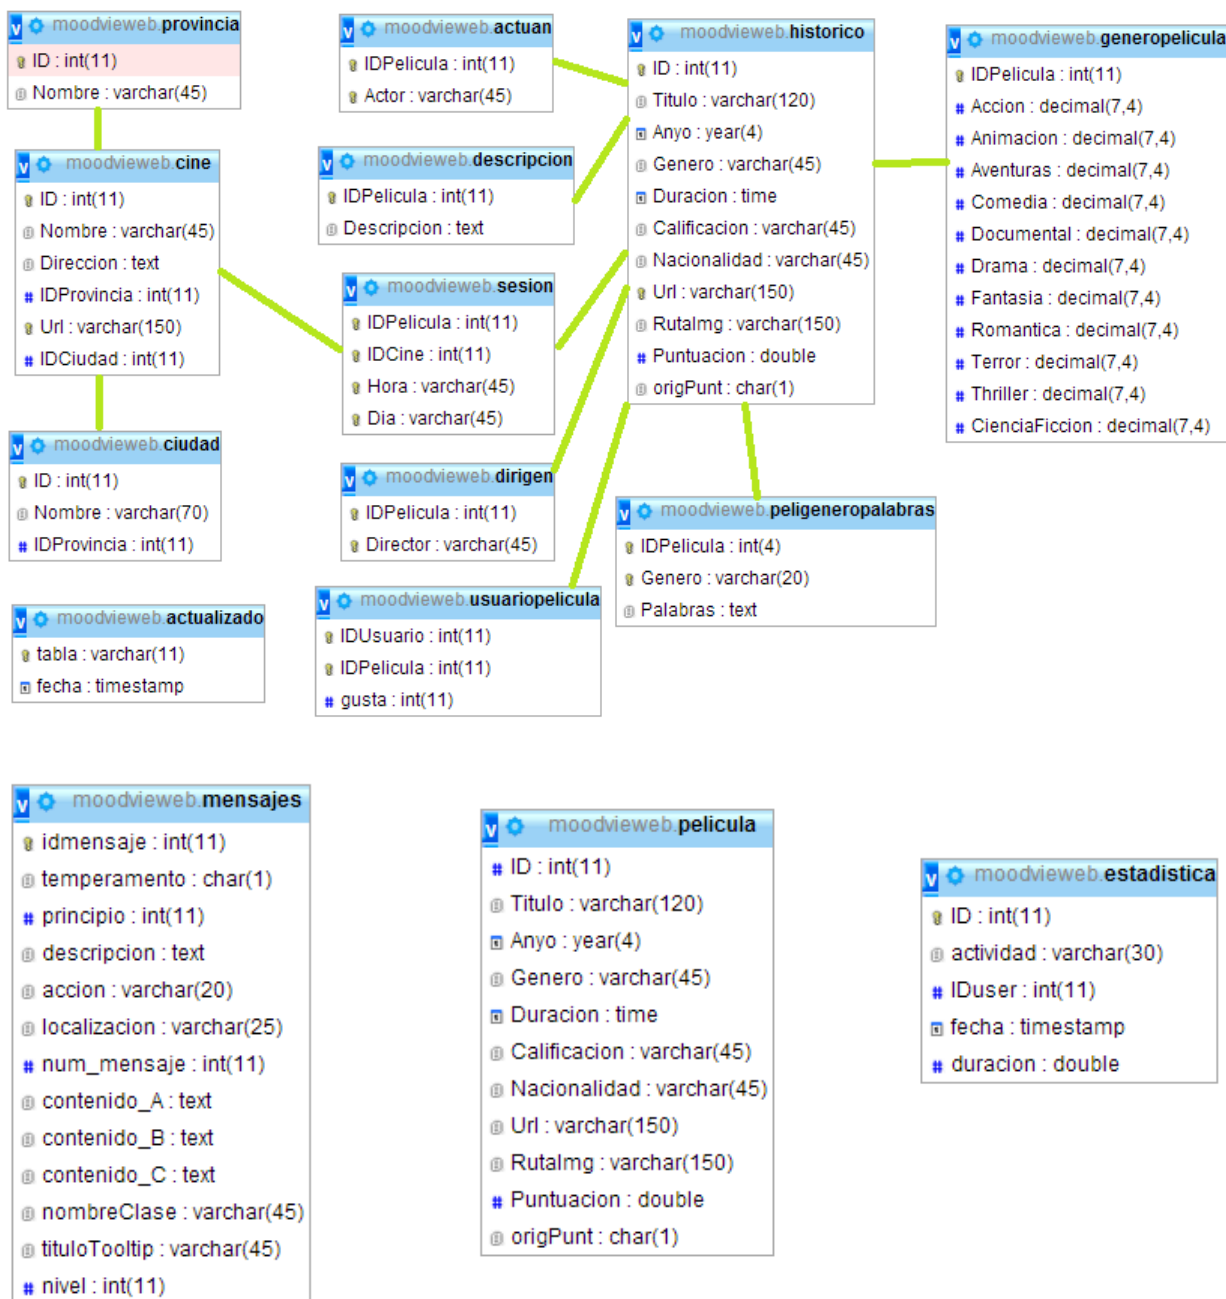 moodvieweb.provincia
ID : int(11)
Nombre : varchar(45)
moodvieweb.actuan
IDPelicula : int(11)
Actor : varchar(45)
moodvieweb.historico
ID : int(11)
Titulo : varchar(120)
Anyo : year(4)
Genero : varchar(45)
Duracion : time
Calificacion : varchar(45)
Nacionalidad : varchar(45)
Url : varchar(150)
RutaImg : varchar(150)
Puntuacion : double
origPunt : char(1)
moodvieweb.generopelicula
IDPelicula : int(11)
Accion : decimal(7,4)
Animacion : decimal(7,4)
Aventuras : decimal(7,4)
Comedia : decimal(7,4)
Documental : decimal(7,4)
Drama : decimal(7,4)
Fantasia : decimal(7,4)
Romantica : decimal(7,4)
Terror : decimal(7,4)
Thriller : decimal(7,4)
CienciaFiccion : decimal(7,4)
moodvieweb.cine
ID : int(11)
Nombre : varchar(45)
Direccion : text
IDProvincia : int(11)
Url : varchar(150)
IDCiudad : int(11)
moodvieweb.descripcion
IDPelicula : int(11)
Descripcion : text
moodvieweb.sesion
IDPelicula : int(11)
IDCine : int(11)
Hora : varchar(45)
Dia : varchar(45)
moodvieweb.ciudad
ID : int(11)
Nombre : varchar(70)
IDProvincia : int(11)
moodvieweb.dirigen
IDPelicula : int(11)
Director : varchar(45)
moodvieweb.peligeneropalabras
IDPelicula : int(4)
Genero : varchar(20)
Palabras : text
moodvieweb.actualizado
tabla : varchar(11)
fecha : timestamp
moodvieweb.usuariopelicula
IDUsuario : int(11)
IDPelicula : int(11)
gusta : int(11)
moodvieweb.mensajes
idmensaje : int(11)
temperamento : char(1)
principio : int(11)
descripcion : text
accion : varchar(20)
localizacion : varchar(25)
num_mensaje : int(11)
contenido_A : text
contenido_B : text
contenido_C : text
nombreClase : varchar(45)
tituloTooltip : varchar(45)
nivel : int(11)
moodvieweb.pelicula
ID : int(11)
Titulo : varchar(120)
Anyo : year(4)
Genero : varchar(45)
Duracion : time
Calificacion : varchar(45)
Nacionalidad : varchar(45)
Url : varchar(150)
RutaImg : varchar(150)
Puntuacion : double
origPunt : char(1)
moodvieweb.estadistica
ID : int(11)
actividad : varchar(30)
IDuser : int(11)
fecha : timestamp
duracion : double